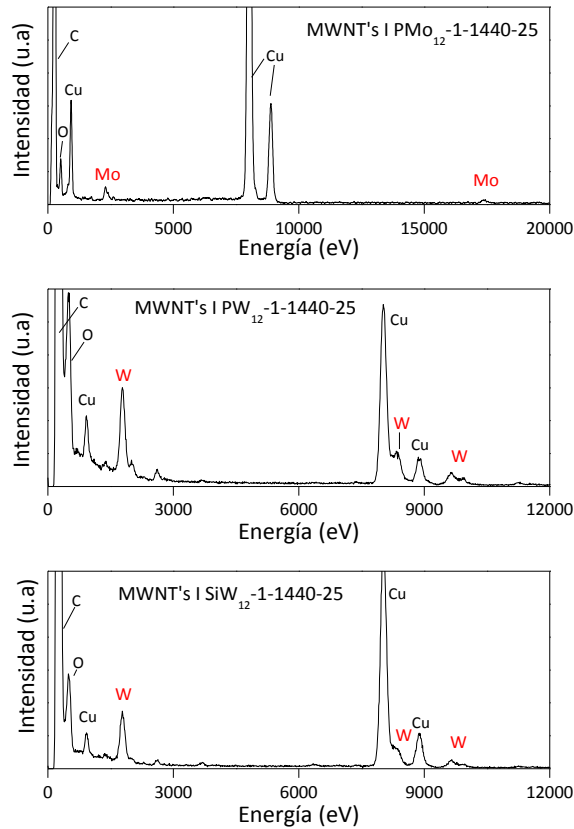 MWNT's I PMo₁₂-1-1440-25
C
Cu
Cu
O
Mo
Mo
Intensidad (u.a)
0 5000 10000 15000 20000
Energía (eV)
MWNT's I PW₁₂-1-1440-25
C
O
Cu
W
Cu
W
Cu
W
Intensidad (u.a)
0 3000 6000 9000 12000
Energía (eV)
MWNT's I SiW₁₂-1-1440-25
Cu
C
O
Cu
W
W
Cu
W
Intensidad (u.a)
0 3000 6000 9000 12000
Energía (eV)